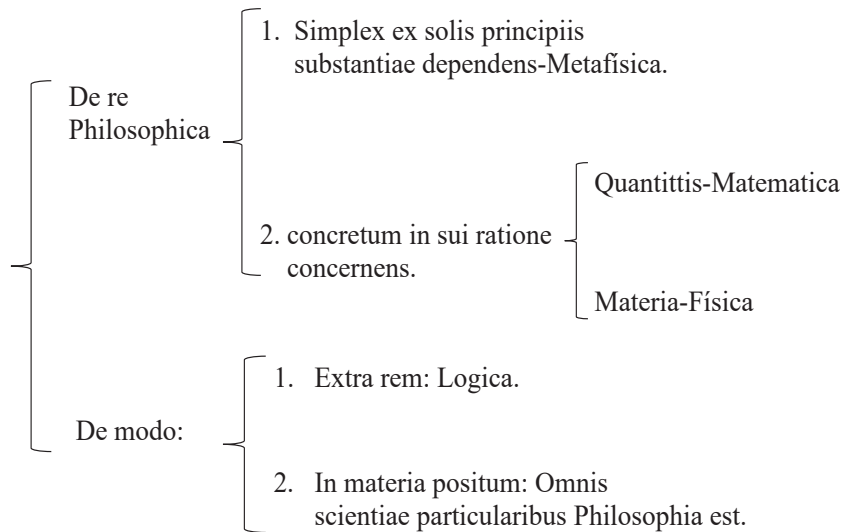 De re
Philosophica
1. Simplex ex solis principiis
substantiae dependens-Metafísica.
2. concretum in sui ratione
concernens.
Quantittis-Matematica
Materia-Física
De modo:
1. Extra rem: Logica.
2. In materia positum: Omnis
scientiae particularibus Philosophia est.